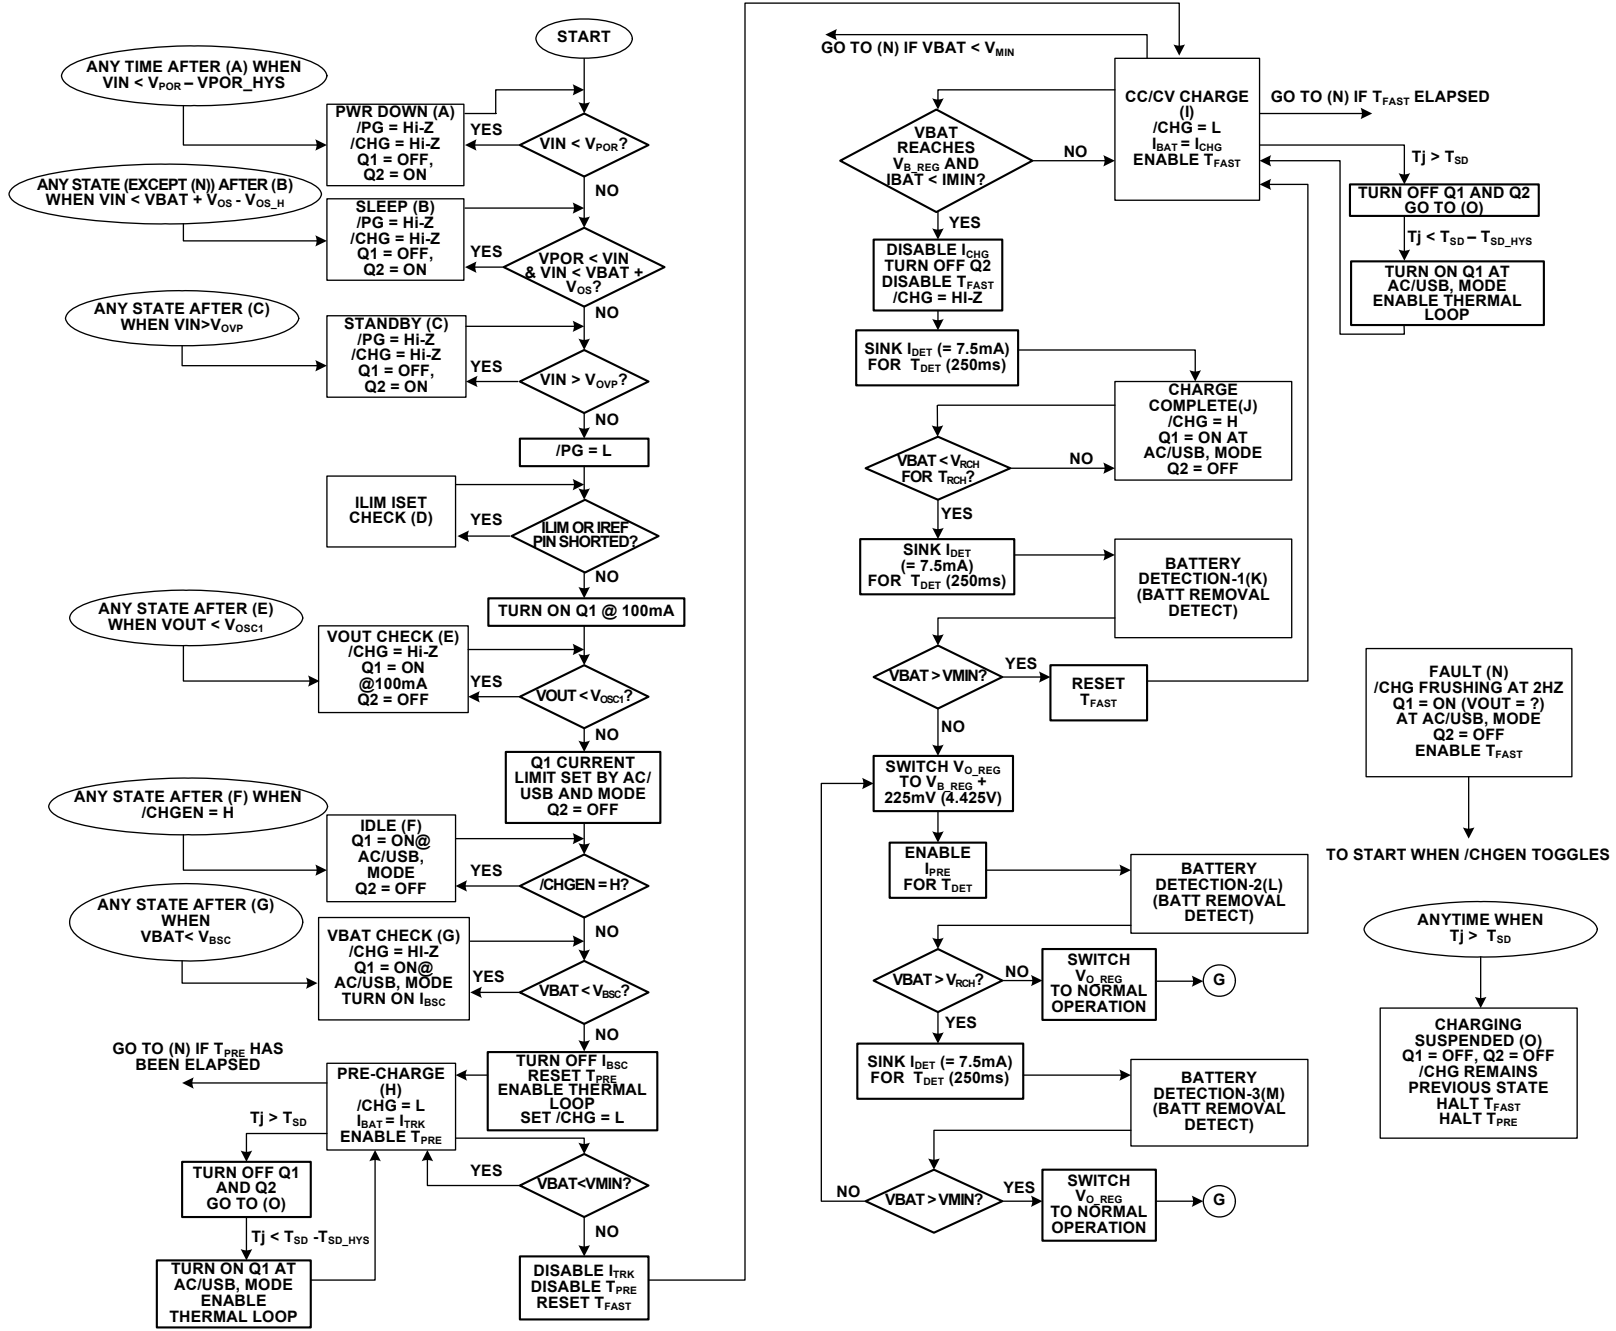 START
ANY TIME AFTER (A) WHEN
VIN < VPOR – VPOR_HYS
PWR DOWN (A)
/PG = Hi-Z
/CHG = Hi-Z
Q1 = OFF,
Q2 = ON
YES
VIN < VPOR?
NO
ANY STATE (EXCEPT (N)) AFTER (B)
WHEN VIN < VBAT + VOS - VOS_H
SLEEP (B)
/PG = Hi-Z
/CHG = Hi-Z
Q1 = OFF,
Q2 = ON
YES
VPOR < VIN
& VIN < VBAT +
VOS?
NO
ANY STATE AFTER (C)
WHEN VIN>VOVP
STANDBY (C)
/PG = Hi-Z
/CHG = Hi-Z
Q1 = OFF,
Q2 = ON
YES
VIN > VOVP?
NO
/PG = L
ILIM ISET
CHECK (D)
YES
ILIM OR IREF
PIN SHORTED?
NO
TURN ON Q1 @ 100mA
ANY STATE AFTER (E)
WHEN VOUT < VOSC1
VOUT CHECK (E)
/CHG = Hi-Z
Q1 = ON
@100mA
Q2 = OFF
YES
VOUT < VOSC1?
NO
Q1 CURRENT
LIMIT SET BY AC/
USB AND MODE
Q2 = OFF
ANY STATE AFTER (F) WHEN
/CHGEN = H
IDLE (F)
Q1 = ON@
AC/USB,
MODE
Q2 = OFF
YES
/CHGEN = H?
NO
ANY STATE AFTER (G)
WHEN
VBAT< VBSC
VBAT CHECK (G)
/CHG = HI-Z
Q1 = ON@
AC/USB, MODE
TURN ON IBSC
YES
VBAT < VBSC?
NO
TURN OFF IBSC
RESET TPRE
ENABLE THERMAL
LOOP
SET /CHG = L
GO TO (N) IF TPRE HAS
BEEN ELAPSED
PRE-CHARGE
(H)
/CHG = L
IBAT = ITRK
ENABLE TPRE
Tj > TSD
TURN OFF Q1
AND Q2
GO TO (O)
Tj < TSD -TSD_HYS
TURN ON Q1 AT
AC/USB, MODE
ENABLE
THERMAL LOOP
YES
VBAT<VMIN?
NO
DISABLE ITRK
DISABLE TPRE
RESET TFAST
GO TO (N) IF VBAT < VMIN
CC/CV CHARGE
(I)
/CHG = L
IBAT = ICHG
ENABLE TFAST
GO TO (N) IF TFAST ELAPSED
Tj > TSD
TURN OFF Q1 AND Q2
GO TO (O)
Tj < TSD – TSD_HYS
TURN ON Q1 AT
AC/USB, MODE
ENABLE THERMAL
LOOP
VBAT
REACHES
VB_REG AND
IBAT < IMIN?
NO
YES
DISABLE ICHG
TURN OFF Q2
DISABLE TFAST
/CHG = HI-Z
SINK IDET (= 7.5mA)
FOR TDET (250ms)
CHARGE
COMPLETE(J)
/CHG = H
Q1 = ON AT
AC/USB, MODE
Q2 = OFF
VBAT < VRCH
FOR TRCH?
NO
YES
SINK IDET
(= 7.5mA)
FOR TDET (250ms)
BATTERY
DETECTION-1(K)
(BATT REMOVAL
DETECT)
VBAT > VMIN?
YES
RESET
TFAST
NO
SWITCH VO_REG
TO VB_REG +
225mV (4.425V)
ENABLE
IPRE
FOR TDET
BATTERY
DETECTION-2(L)
(BATT REMOVAL
DETECT)
VBAT > VRCH?
NO
SWITCH
VO_REG
TO NORMAL
OPERATION
G
YES
SINK IDET (= 7.5mA)
FOR TDET (250ms)
BATTERY
DETECTION-3(M)
(BATT REMOVAL
DETECT)
NO
VBAT > VMIN?
YES
SWITCH
VO_REG
TO NORMAL
OPERATION
G
FAULT (N)
/CHG FRUSHING AT 2HZ
Q1 = ON (VOUT = ?)
AT AC/USB, MODE
Q2 = OFF
ENABLE TFAST
TO START WHEN /CHGEN TOGGLES
ANYTIME WHEN
Tj > TSD
CHARGING
SUSPENDED (O)
Q1 = OFF, Q2 = OFF
/CHG REMAINS
PREVIOUS STATE
HALT TFAST
HALT TPRE